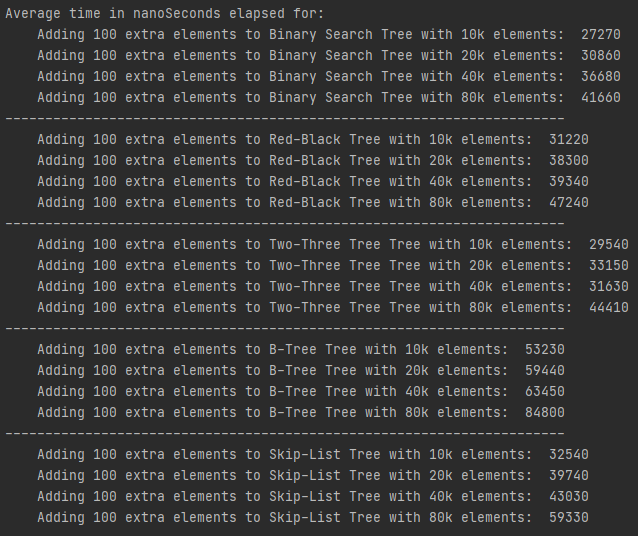 Average time in nanoSeconds elapsed for:
    Adding 100 extra elements to Binary Search Tree with 10k elements:  27270
    Adding 100 extra elements to Binary Search Tree with 20k elements:  30860
    Adding 100 extra elements to Binary Search Tree with 40k elements:  36680
    Adding 100 extra elements to Binary Search Tree with 80k elements:  41660
----------------------------------------------------------------------
    Adding 100 extra elements to Red-Black Tree with 10k elements:  31220
    Adding 100 extra elements to Red-Black Tree with 20k elements:  38300
    Adding 100 extra elements to Red-Black Tree with 40k elements:  39340
    Adding 100 extra elements to Red-Black Tree with 80k elements:  47240
----------------------------------------------------------------------
    Adding 100 extra elements to Two-Three Tree Tree with 10k elements:  29540
    Adding 100 extra elements to Two-Three Tree Tree with 20k elements:  33150
    Adding 100 extra elements to Two-Three Tree Tree with 40k elements:  31630
    Adding 100 extra elements to Two-Three Tree Tree with 80k elements:  44410
----------------------------------------------------------------------
    Adding 100 extra elements to B-Tree Tree with 10k elements:  53230
    Adding 100 extra elements to B-Tree Tree with 20k elements:  59440
    Adding 100 extra elements to B-Tree Tree with 40k elements:  63450
    Adding 100 extra elements to B-Tree Tree with 80k elements:  84800
----------------------------------------------------------------------
    Adding 100 extra elements to Skip-List Tree with 10k elements:  32540
    Adding 100 extra elements to Skip-List Tree with 20k elements:  39740
    Adding 100 extra elements to Skip-List Tree with 40k elements:  43030
    Adding 100 extra elements to Skip-List Tree with 80k elements:  59330